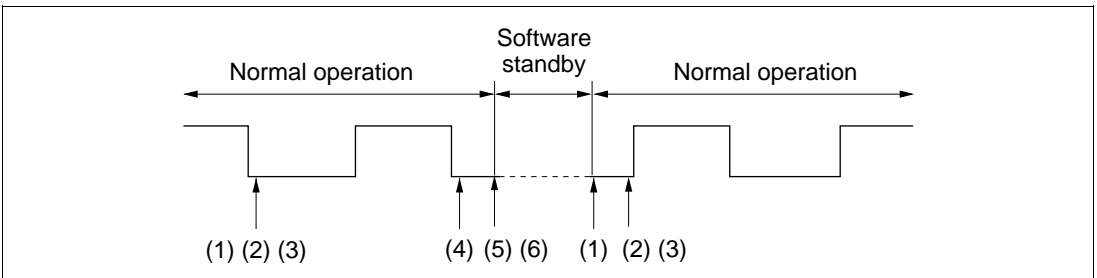 Software
standby
Normal operation
Normal operation
(1) (2) (3)
(4) (5) (6)
(1) (2) (3)